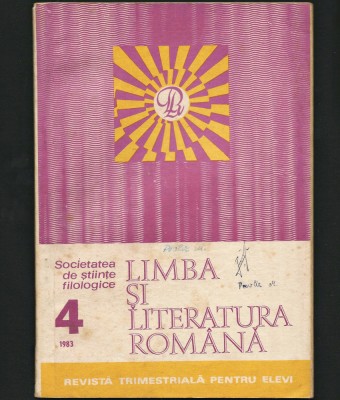 Societatea
de științe
filologice
4
1983
LIMBA
ȘI
LITERATURA
ROMÂNĂ
REVISTĂ TRIMESTRIALĂ PENTRU ELEVI